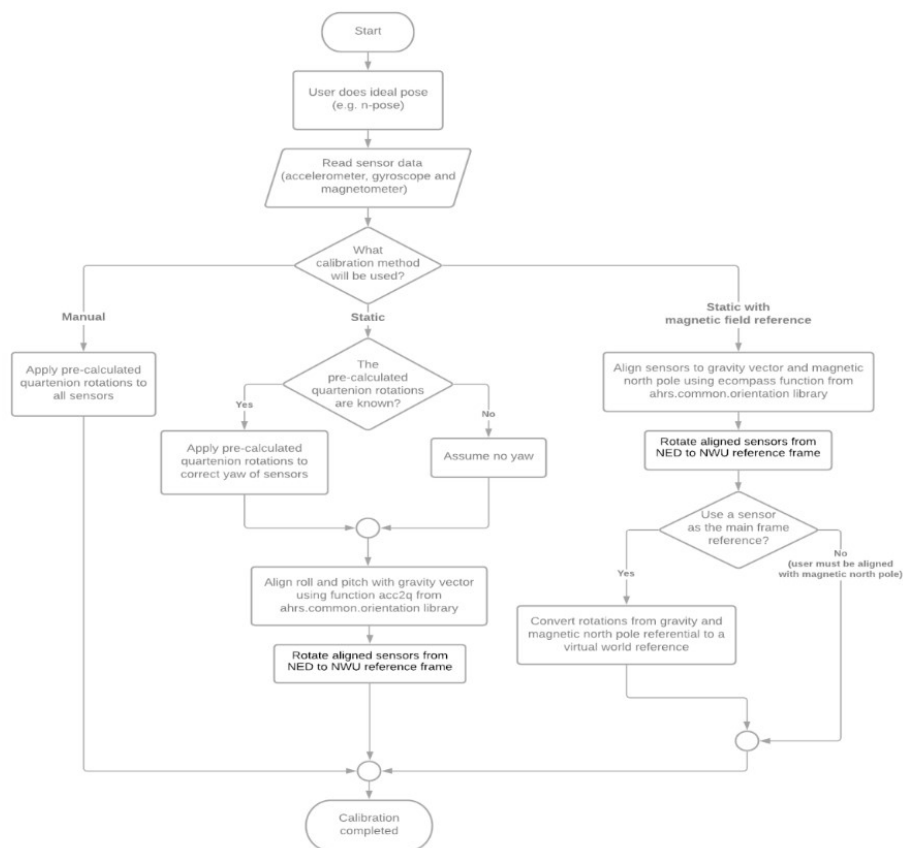 Start
User does ideal pose
(e.g. n-pose)
Read sensor data
(accelerometer, gyroscope and
magnetometer)
What
calibration method
will be used?
Manual
Static
Static with
magnetic field reference
Apply pre-calculated
quartenion rotations to
all sensors
The
pre-calculated
quartenion rotations
are known?
Yes
No
Apply pre-calculated
quartenion rotations to
correct yaw of sensors
Assume no yaw
Align roll and pitch with gravity vector
using function acc2q from
ahrs.common.orientation library
Rotate aligned sensors from
NED to NWU reference frame
Align sensors to gravity vector and magnetic
north pole using ecompass function from
ahrs.common.orientation library
Rotate aligned sensors from
NED to NWU reference frame
Use a sensor
as the main frame
reference?
Yes
No
(user must be aligned
with magnetic north pole)
Convert rotations from gravity and
magnetic north pole referential to a
virtual world reference
Calibration
completed